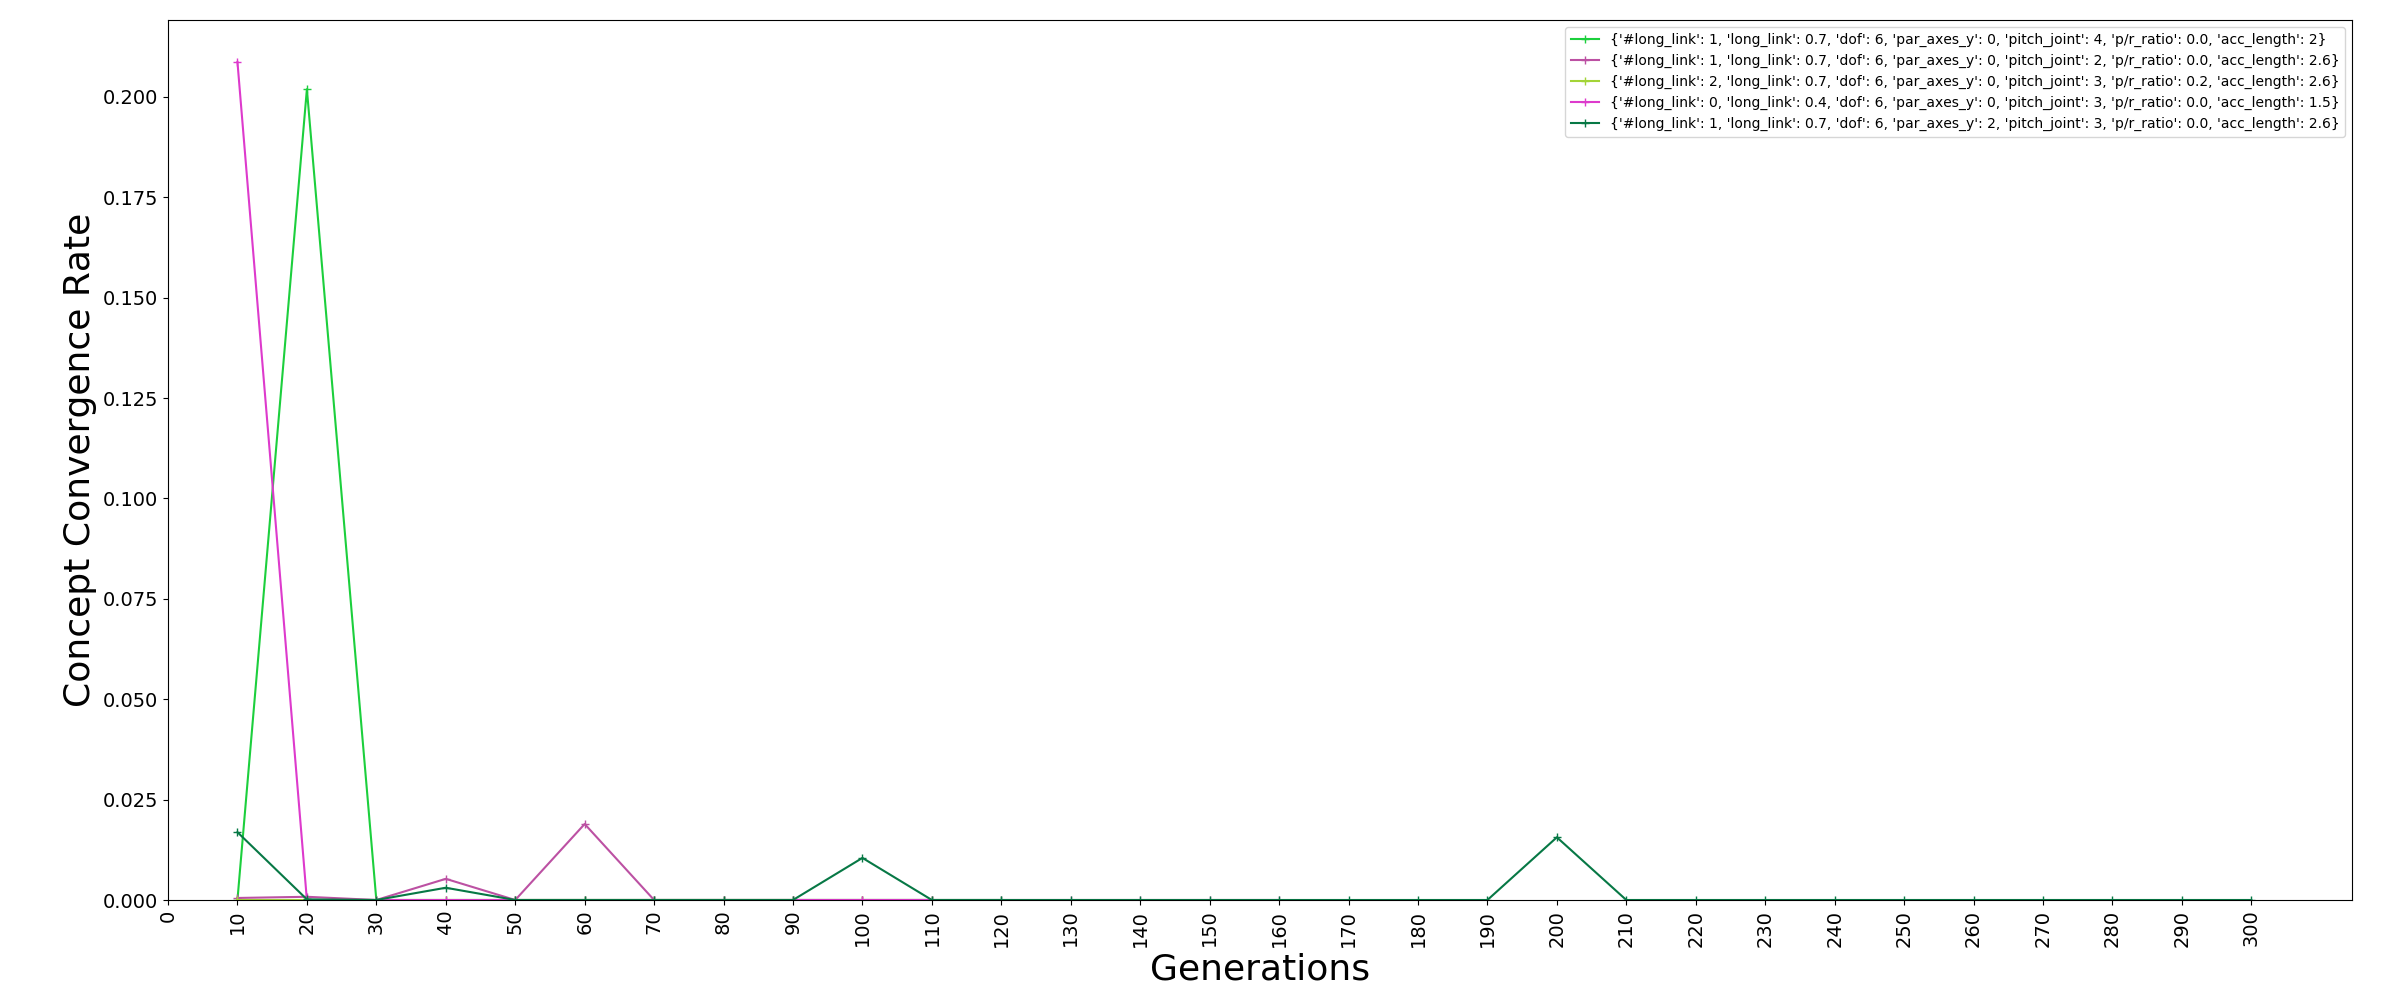 {'#long_link': 1, 'long_link': 0.7, 'dof': 6, 'par_axes_y': 0, 'pitch_joint': 4, 'p/r_ratio': 0.0, 'acc_length': 2}
{'#long_link': 1, 'long_link': 0.7, 'dof': 6, 'par_axes_y': 0, 'pitch_joint': 2, 'p/r_ratio': 0.0, 'acc_length': 2.6}
{'#long_link': 2, 'long_link': 0.7, 'dof': 6, 'par_axes_y': 0, 'pitch_joint': 3, 'p/r_ratio': 0.2, 'acc_length': 2.6}
{'#long_link': 0, 'long_link': 0.4, 'dof': 6, 'par_axes_y': 0, 'pitch_joint': 3, 'p/r_ratio': 0.0, 'acc_length': 1.5}
{'#long_link': 1, 'long_link': 0.7, 'dof': 6, 'par_axes_y': 2, 'pitch_joint': 3, 'p/r_ratio': 0.0, 'acc_length': 2.6}
Concept Convergence Rate
0.200
0.175
0.150
0.125
0.100
0.075
0.050
0.025
0.000
0 10 20 30 40 50 60 70 80 90 100 110 120 130 140 150 160 170 180 190 200 210 220 230 240 250 260 270 280 290 300
Generations